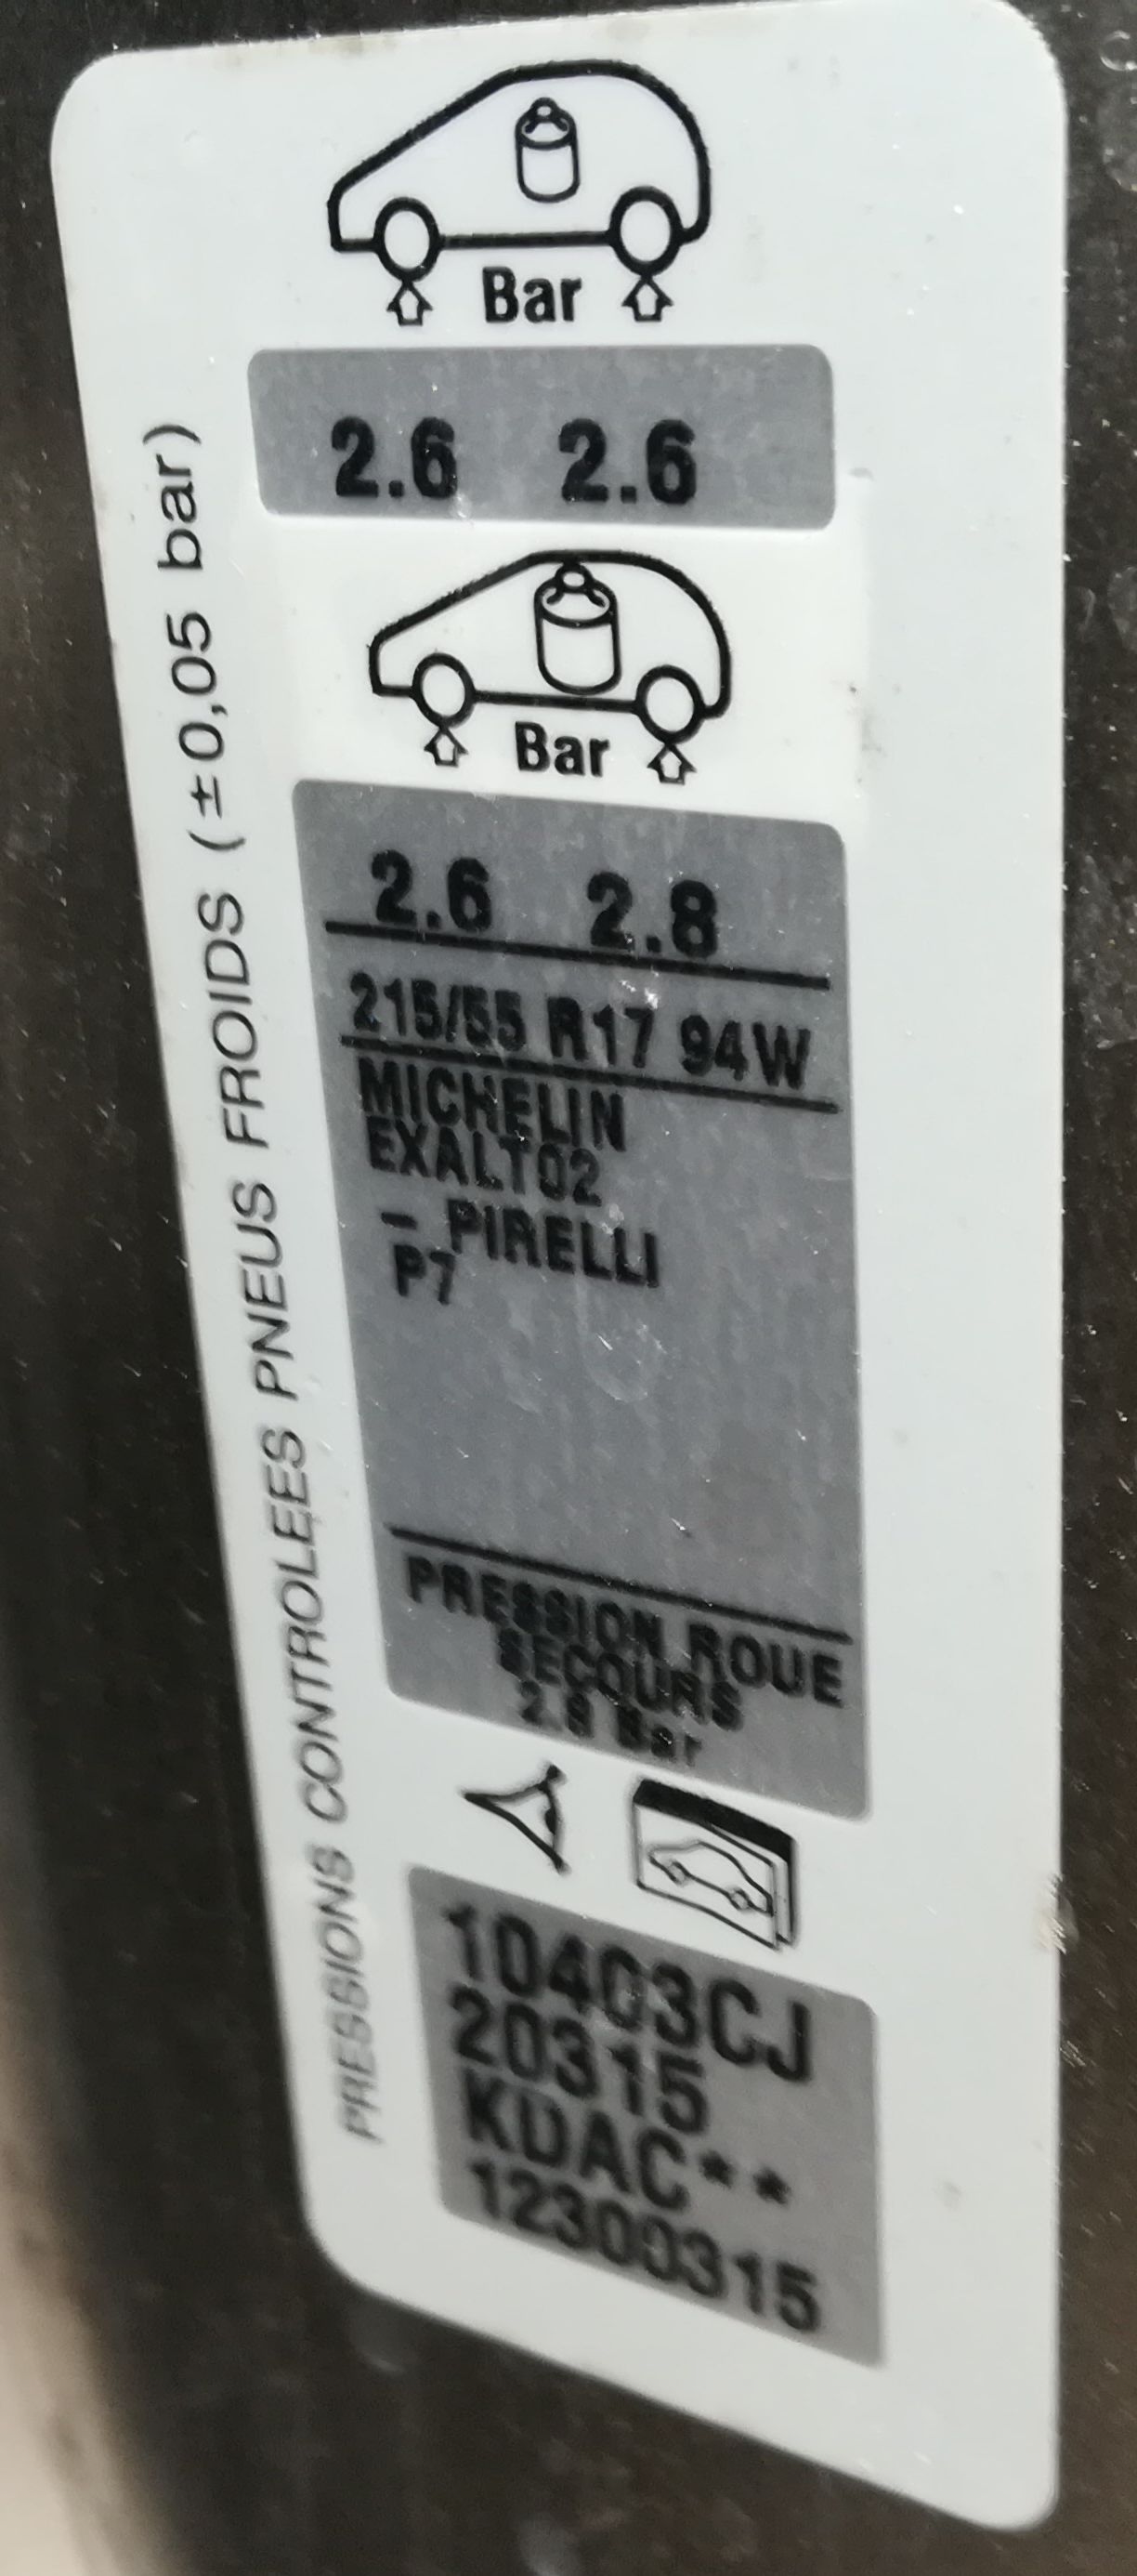 Bar
2.6 2.6
Bar
2.6 2.8
215/55 R17 94W
MICHELIN
EXALTO2
- PIRELLI
P7
PRESSION ROUE
SECOURS
2.8 Bar
10403CJ
20315
KDAC**
12300315
PRESSIONS CONTROLEES PNEUS FROIDS (±0,05 bar)